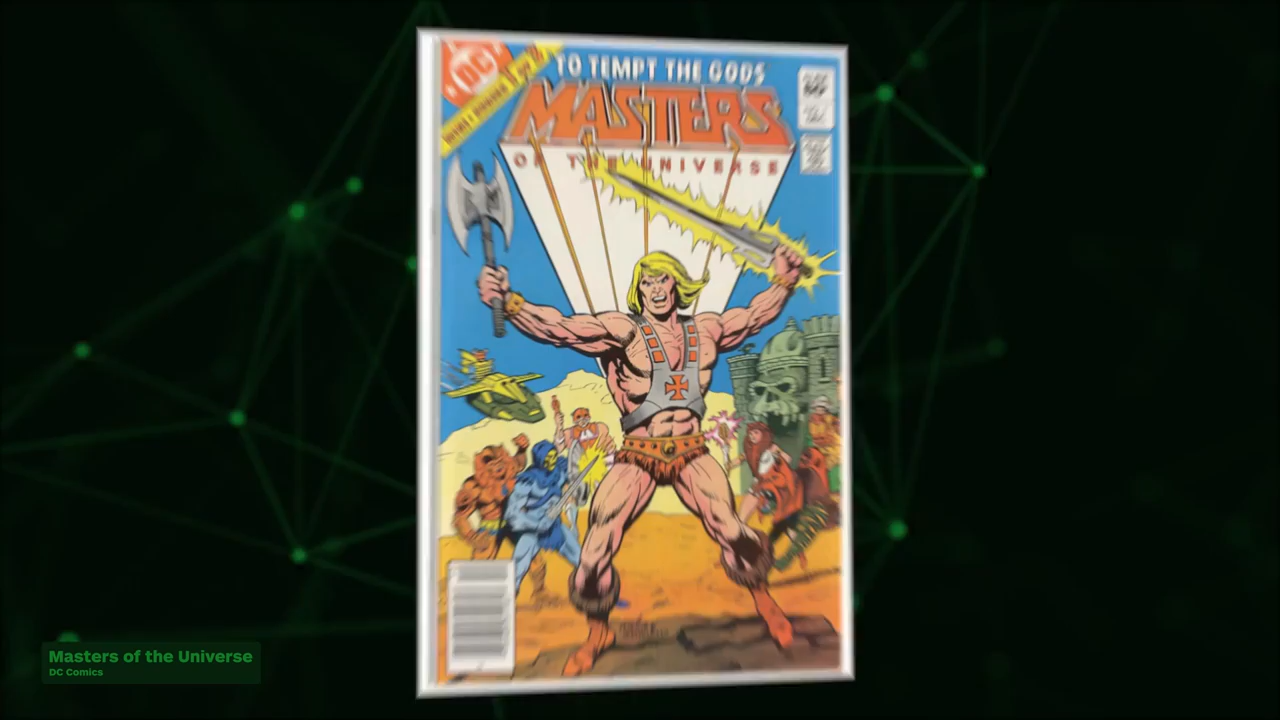 DC
TO TEMPT THE GODS
MASTERS
OF THE UNIVERSE
Masters of the Universe
DC Comics